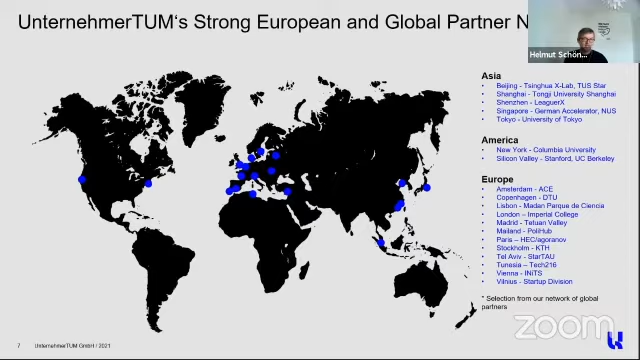 UnternehmerTUM‘s Strong European and Global Partner N
Helmut Schön...
Asia
• Beijing - Tsinghua X-Lab, TUS Star
• Shanghai - Tongji University Shanghai
• Shenzhen - LeaguerX
• Singapore - German Accelerator, NUS
• Tokyo - University of Tokyo
America
• New York - Columbia University
• Silicon Valley - Stanford, UC Berkeley
Europe
• Amsterdam - ACE
• Copenhagen - DTU
• Lisbon - Madan Parque de Ciencia
• London – Imperial College
• Madrid - Tetuan Valley
• Mailand - PoliHub
• Paris – HEC/agoranov
• Stockholm - KTH
• Tel Aviv - StarTAU
• Tunesia – Tech216
• Vienna - INiTS
• Vilnius - Startup Division
* Selection from our network of global
partners
7 UnternehmerTUM GmbH / 2021
zoom